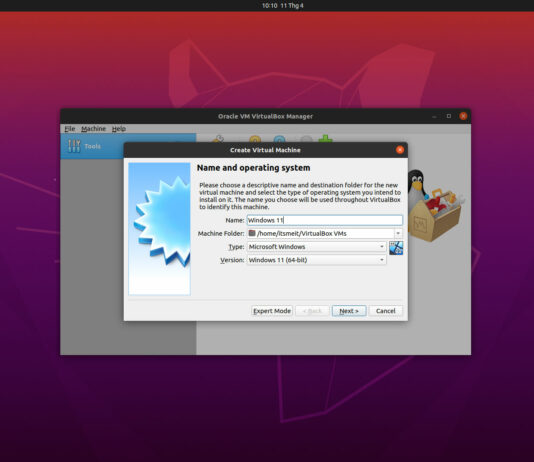 10:10 11 Thg 4
Oracle VM VirtualBox Manager
File Machine Help
Tools
Create Virtual Machine
Name and operating system
Please choose a descriptive name and destination folder for the new
virtual machine and select the type of operating system you intend to
install on it. The name you choose will be used throughout VirtualBox
to identify this machine.
Name: Windows 11
Machine Folder: /home/itsmeit/VirtualBox VMs
Type: Microsoft Windows
Version: Windows 11 (64-bit)
Expert Mode < Back Next > Cancel